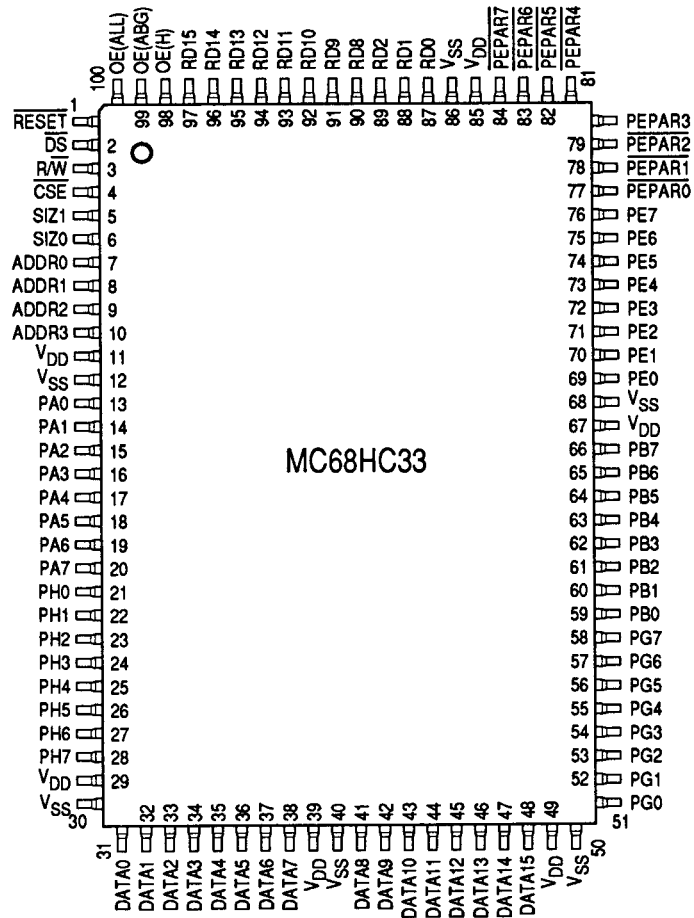 100 OE(ALL)
99 OE(ABG)
98 OE(H)
97 RD15
96 RD14
95 RD13
94 RD12
93 RD11
92 RD10
91 RD9
90 RD8
89 RD2
88 RD1
87 RD0
86 VSS
85 VDD
84 PEPAR7
83 PEPAR6
82 PEPAR5
81 PEPAR4
RESET 1
DS 2
R/W 3
CSE 4
SIZ1 5
SIZ0 6
ADDR0 7
ADDR1 8
ADDR2 9
ADDR3 10
VDD 11
VSS 12
PA0 13
PA1 14
PA2 15
PA3 16
PA4 17
PA5 18
PA6 19
PA7 20
PH0 21
PH1 22
PH2 23
PH3 24
PH4 25
PH5 26
PH6 27
PH7 28
VDD 29
VSS 30
MC68HC33
PEPAR3
79 PEPAR2
78 PEPAR1
77 PEPAR0
76 PE7
75 PE6
74 PE5
73 PE4
72 PE3
71 PE2
70 PE1
69 PE0
68 VSS
67 VDD
66 PB7
65 PB6
64 PB5
63 PB4
62 PB3
61 PB2
60 PB1
59 PB0
58 PG7
57 PG6
56 PG5
55 PG4
54 PG3
53 PG2
52 PG1
51 PG0
31 DATA0
32 DATA1
33 DATA2
34 DATA3
35 DATA4
36 DATA5
37 DATA6
38 DATA7
39 VDD
40 VSS
41 DATA8
42 DATA9
43 DATA10
44 DATA11
45 DATA12
46 DATA13
47 DATA14
48 DATA15
49 VDD
50 VSS